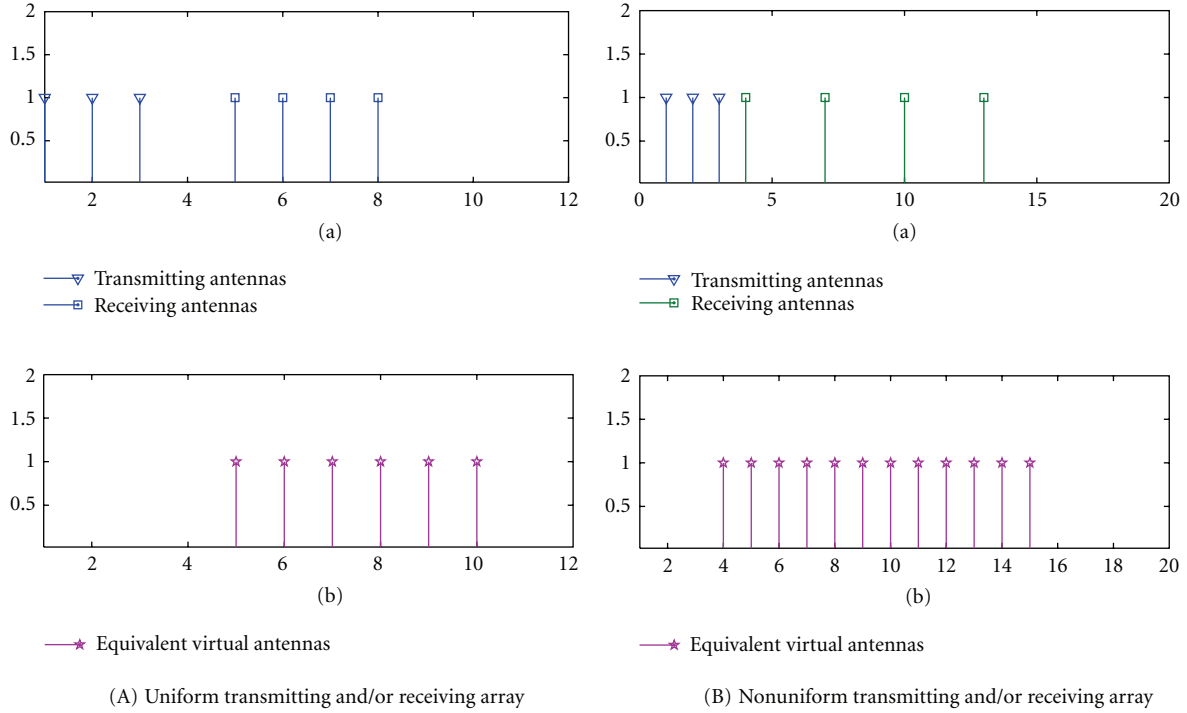 2
1.5
1
0.5
2 4 6 8 10 12
(a)
Transmitting antennas
Receiving antennas
2
1.5
1
0.5
2 4 6 8 10 12
(b)
Equivalent virtual antennas
(A) Uniform transmitting and/or receiving array
2
1.5
1
0.5
0 5 10 15 20
(a)
Transmitting antennas
Receiving antennas
2
1.5
1
0.5
2 4 6 8 10 12 14 16 18 20
(b)
Equivalent virtual antennas
(B) Nonuniform transmitting and/or receiving array